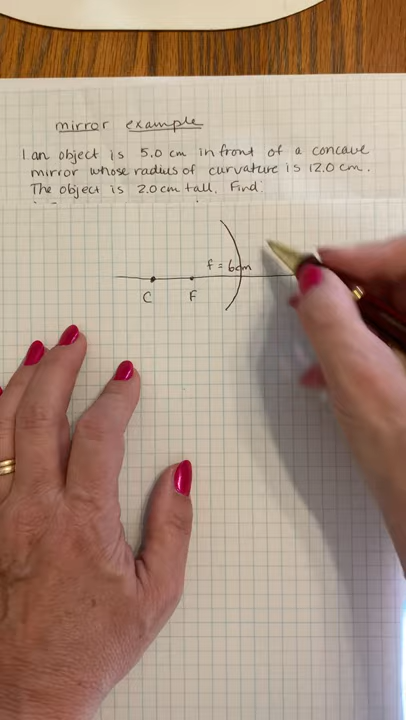 mirror example
1 an object is 5.0 cm in front of a concave
mirror whose radius of curvature is 12.0 cm.
The object is 2.0 cm tall. Find:
f = 6cm
C F